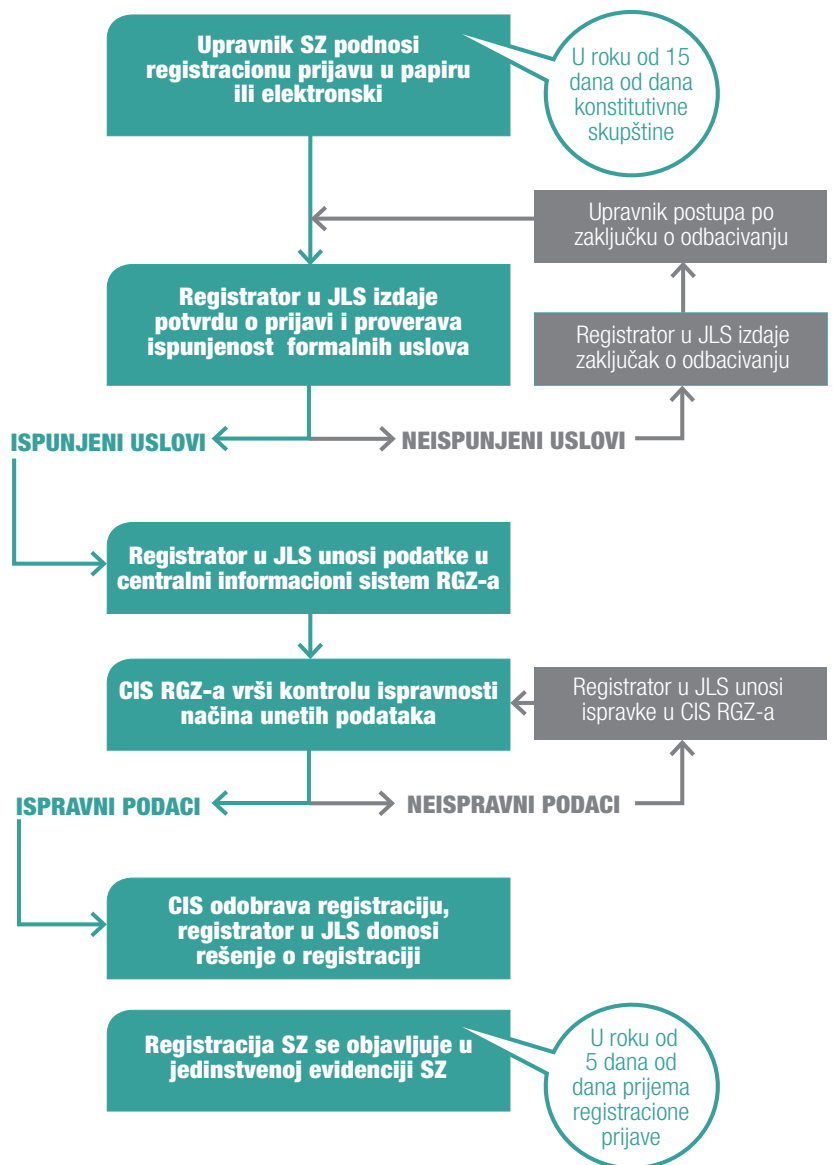 Upravnik SZ podnosi
registracionu prijavu u papiru
ili elektronski
U roku od 15
dana od dana
konstitutivne
skupštine
Upravnik postupa po
zaključku o odbacivanju
Registrator u JLS izdaje
potvrdu o prijavi i proverava
ispunjenost formalnih uslova
Registrator u JLS izdaje
zaključak o odbacivanju
ISPUNJENI USLOVI
NEISPUNJENI USLOVI
Registrator u JLS unosi podatke u
centralni informacioni sistem RGZ-a
CIS RGZ-a vrši kontrolu ispravnosti
načina unetih podataka
Registrator u JLS unosi
ispravke u CIS RGZ-a
ISPRAVNI PODACI
NEISPRAVNI PODACI
CIS odobrava registraciju,
registrator u JLS donosi
rešenje o registraciji
Registracija SZ se objavljuje u
jedinstvenoj evidenciji SZ
U roku od
5 dana od
dana prijema
registracione
prijave